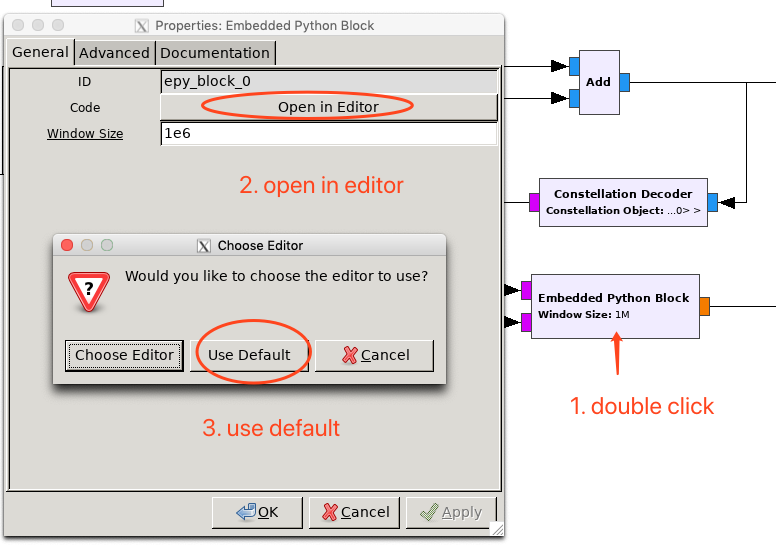 Properties: Embedded Python Block
General
Advanced
Documentation
ID
epy_block_0
Code
Open in Editor
Window Size
1e6
2. open in editor
Choose Editor
Would you like to choose the editor to use?
Choose Editor
Use Default
Cancel
3. use default
OK
Cancel
Apply
Add
Constellation Decoder
Constellation Object: ...0> >
Embedded Python Block
Window Size: 1M
1. double click